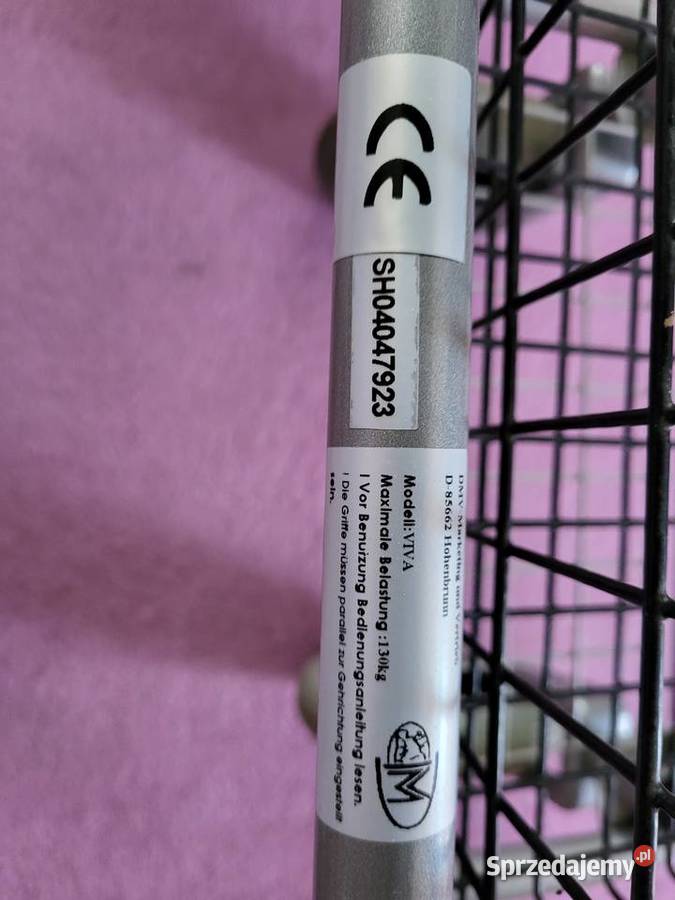 CE
SH04047923
DMV Marketing und Vertrieb
D-85662 Hohenbrunn
Modell:VIVA
Maximale Belastung :130kg
! Vor Benuizung Bedienungsanleitung lesen.
! Die Griffe müssen parallel zur Gehrichtung eingestellt
sein.
M
Sprzedajemy.pl